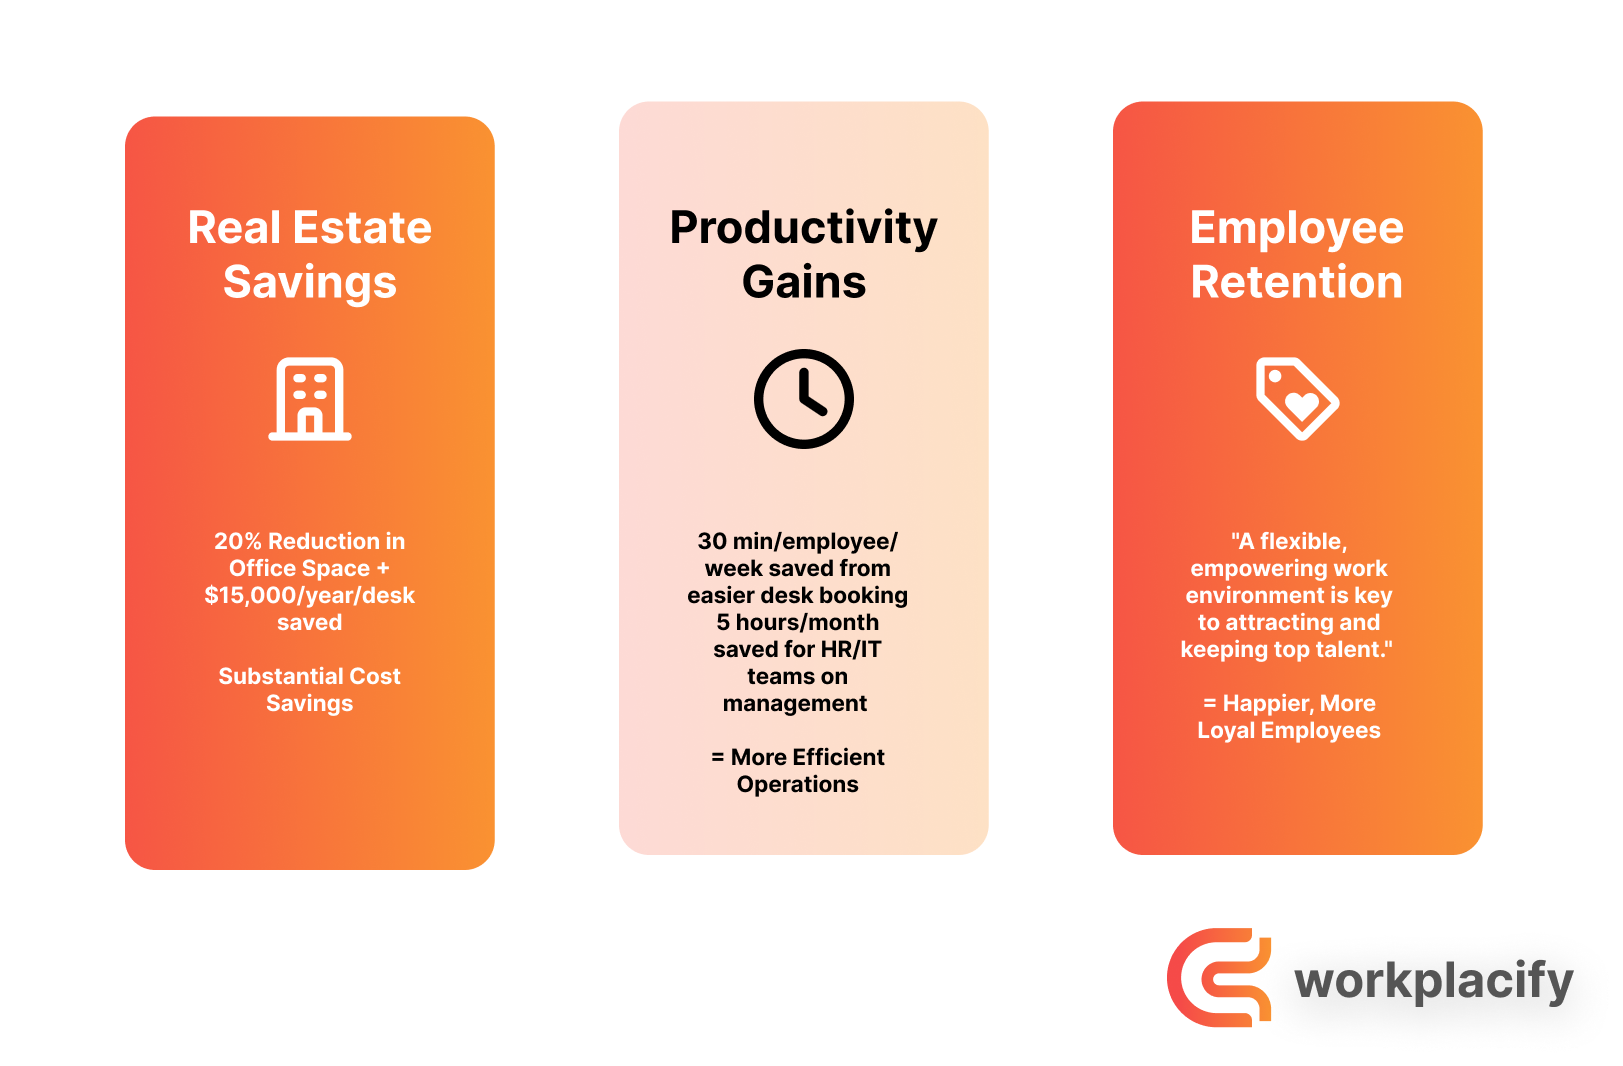 Real Estate
Savings
20% Reduction in
Office Space +
$15,000/year/desk
saved
Substantial Cost
Savings
Productivity
Gains
30 min/employee/
week saved from
easier desk booking
5 hours/month
saved for HR/IT
teams on
management
= More Efficient
Operations
Employee
Retention
"A flexible,
empowering work
environment is key
to attracting and
keeping top talent."
= Happier, More
Loyal Employees
workplacify